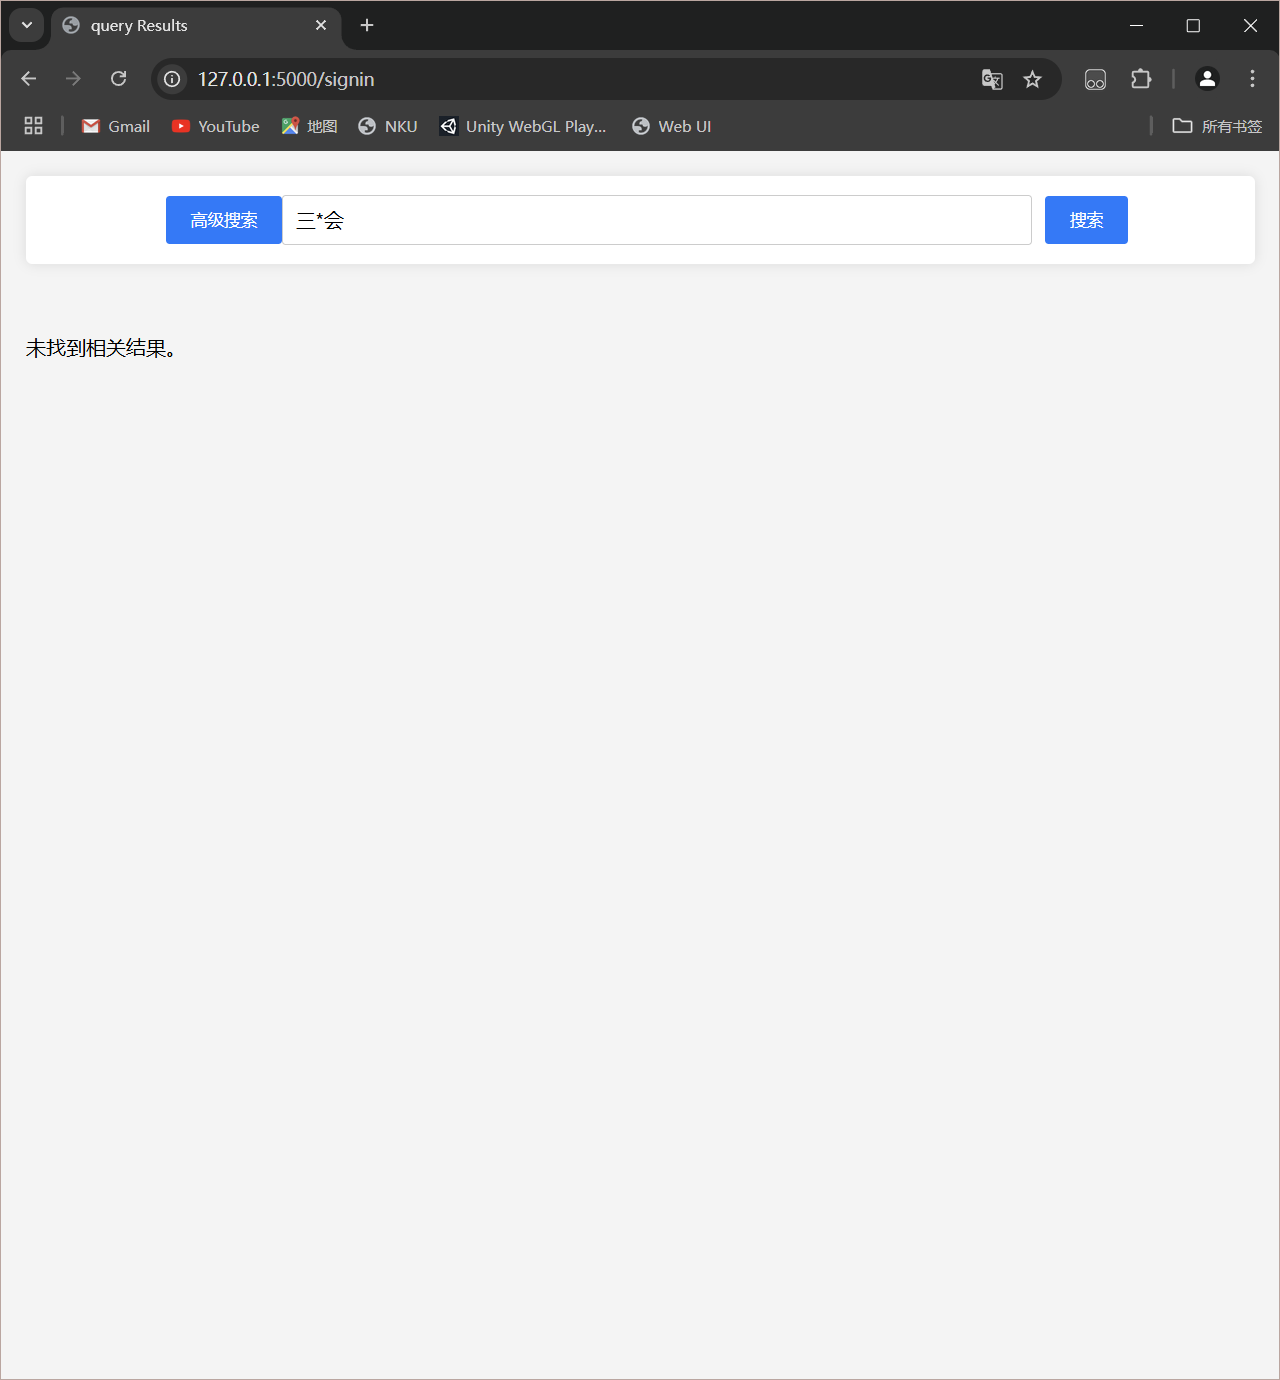 query Results
127.0.0.1:5000/signin
Gmail
YouTube
地图
NKU
Unity WebGL Play...
Web UI
所有书签
高级搜索
三*会
搜索
未找到相关结果。